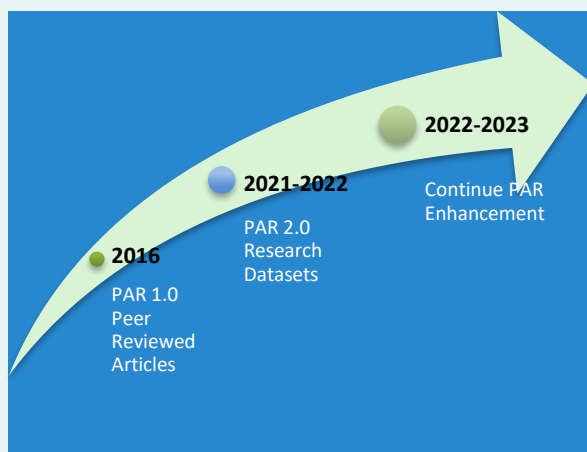 2016
PAR 1.0
Peer
Reviewed
Articles
2021-2022
PAR 2.0
Research
Datasets
2022-2023
Continue PAR
Enhancement